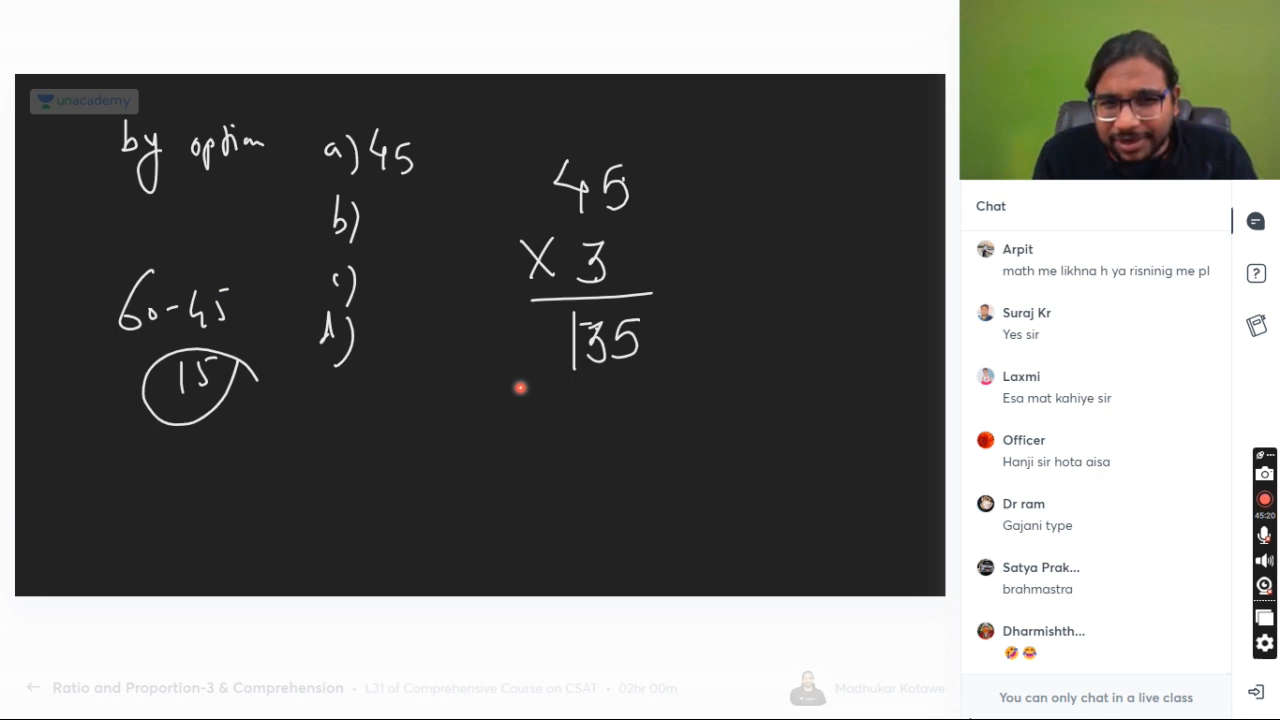 unacademy
by option a) 45
b)
c)
d)
60-45
15
45
X 3
135
Chat
Arpit
math me likhna h ya risninig me pl
Suraj Kr
Yes sir
Laxmi
Esa mat kahiye sir
Officer
Hanji sir hota aisa
Dr ram
Gajani type
Satya Prak...
brahmastra
Dharmishth...
🤣 😂
You can only chat in a live class
45:20
← Ratio and Proportion-3 & Comprehension • L31 of Comprehensive Course on CSAT • 02hr 00m
Madhukar Kotawe